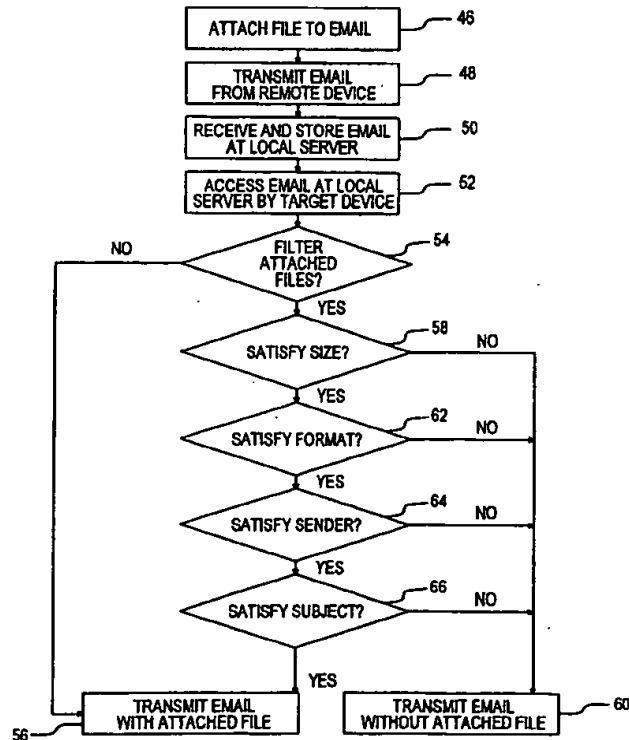 ATTACH FILE TO EMAIL
46
TRANSMIT EMAIL
FROM REMOTE DEVICE
48
RECEIVE AND STORE EMAIL
AT LOCAL SERVER
50
ACCESS EMAIL AT LOCAL
SERVER BY TARGET DEVICE
52
FILTER
ATTACHED
FILES?
54
NO
YES
SATISFY SIZE?
58
NO
YES
SATISFY FORMAT?
62
NO
YES
SATISFY SENDER?
64
NO
YES
SATISFY SUBJECT?
66
NO
YES
TRANSMIT EMAIL
WITH ATTACHED FILE
56
TRANSMIT EMAIL
WITHOUT ATTACHED FILE
60